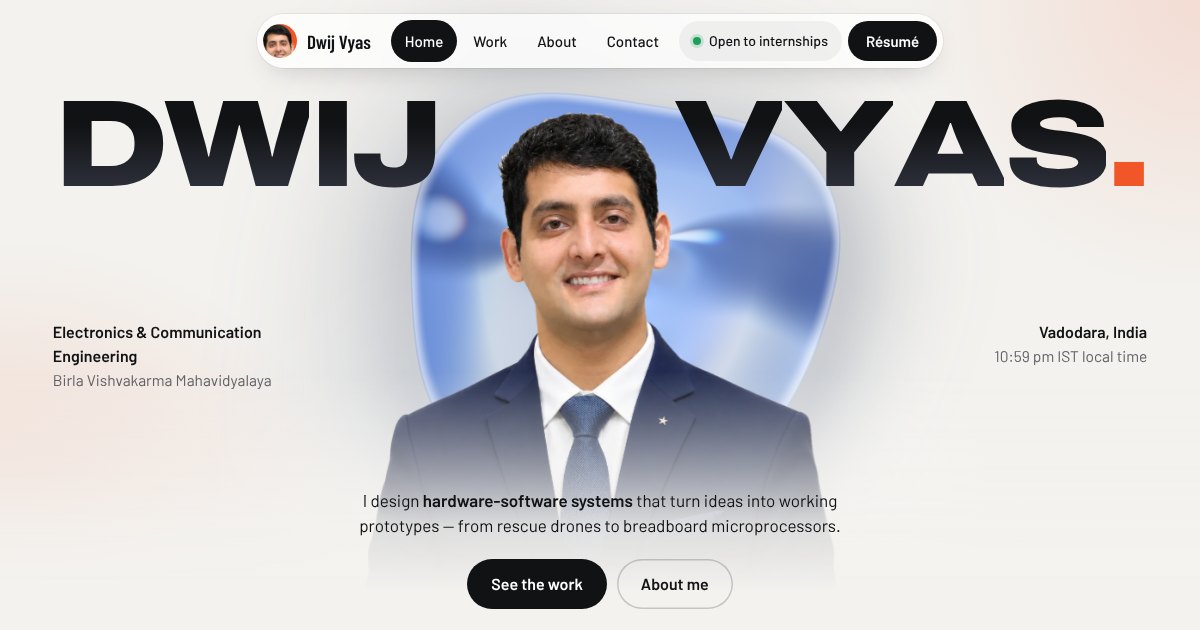 Dwij Vyas
Home
Work
About
Contact
Open to internships
Résumé
DWIJ VYAS.
Electronics & Communication
Engineering
Birla Vishvakarma Mahavidyalaya
Vadodara, India
10:59 pm IST local time
I design hardware-software systems that turn ideas into working
prototypes — from rescue drones to breadboard microprocessors.
See the work
About me